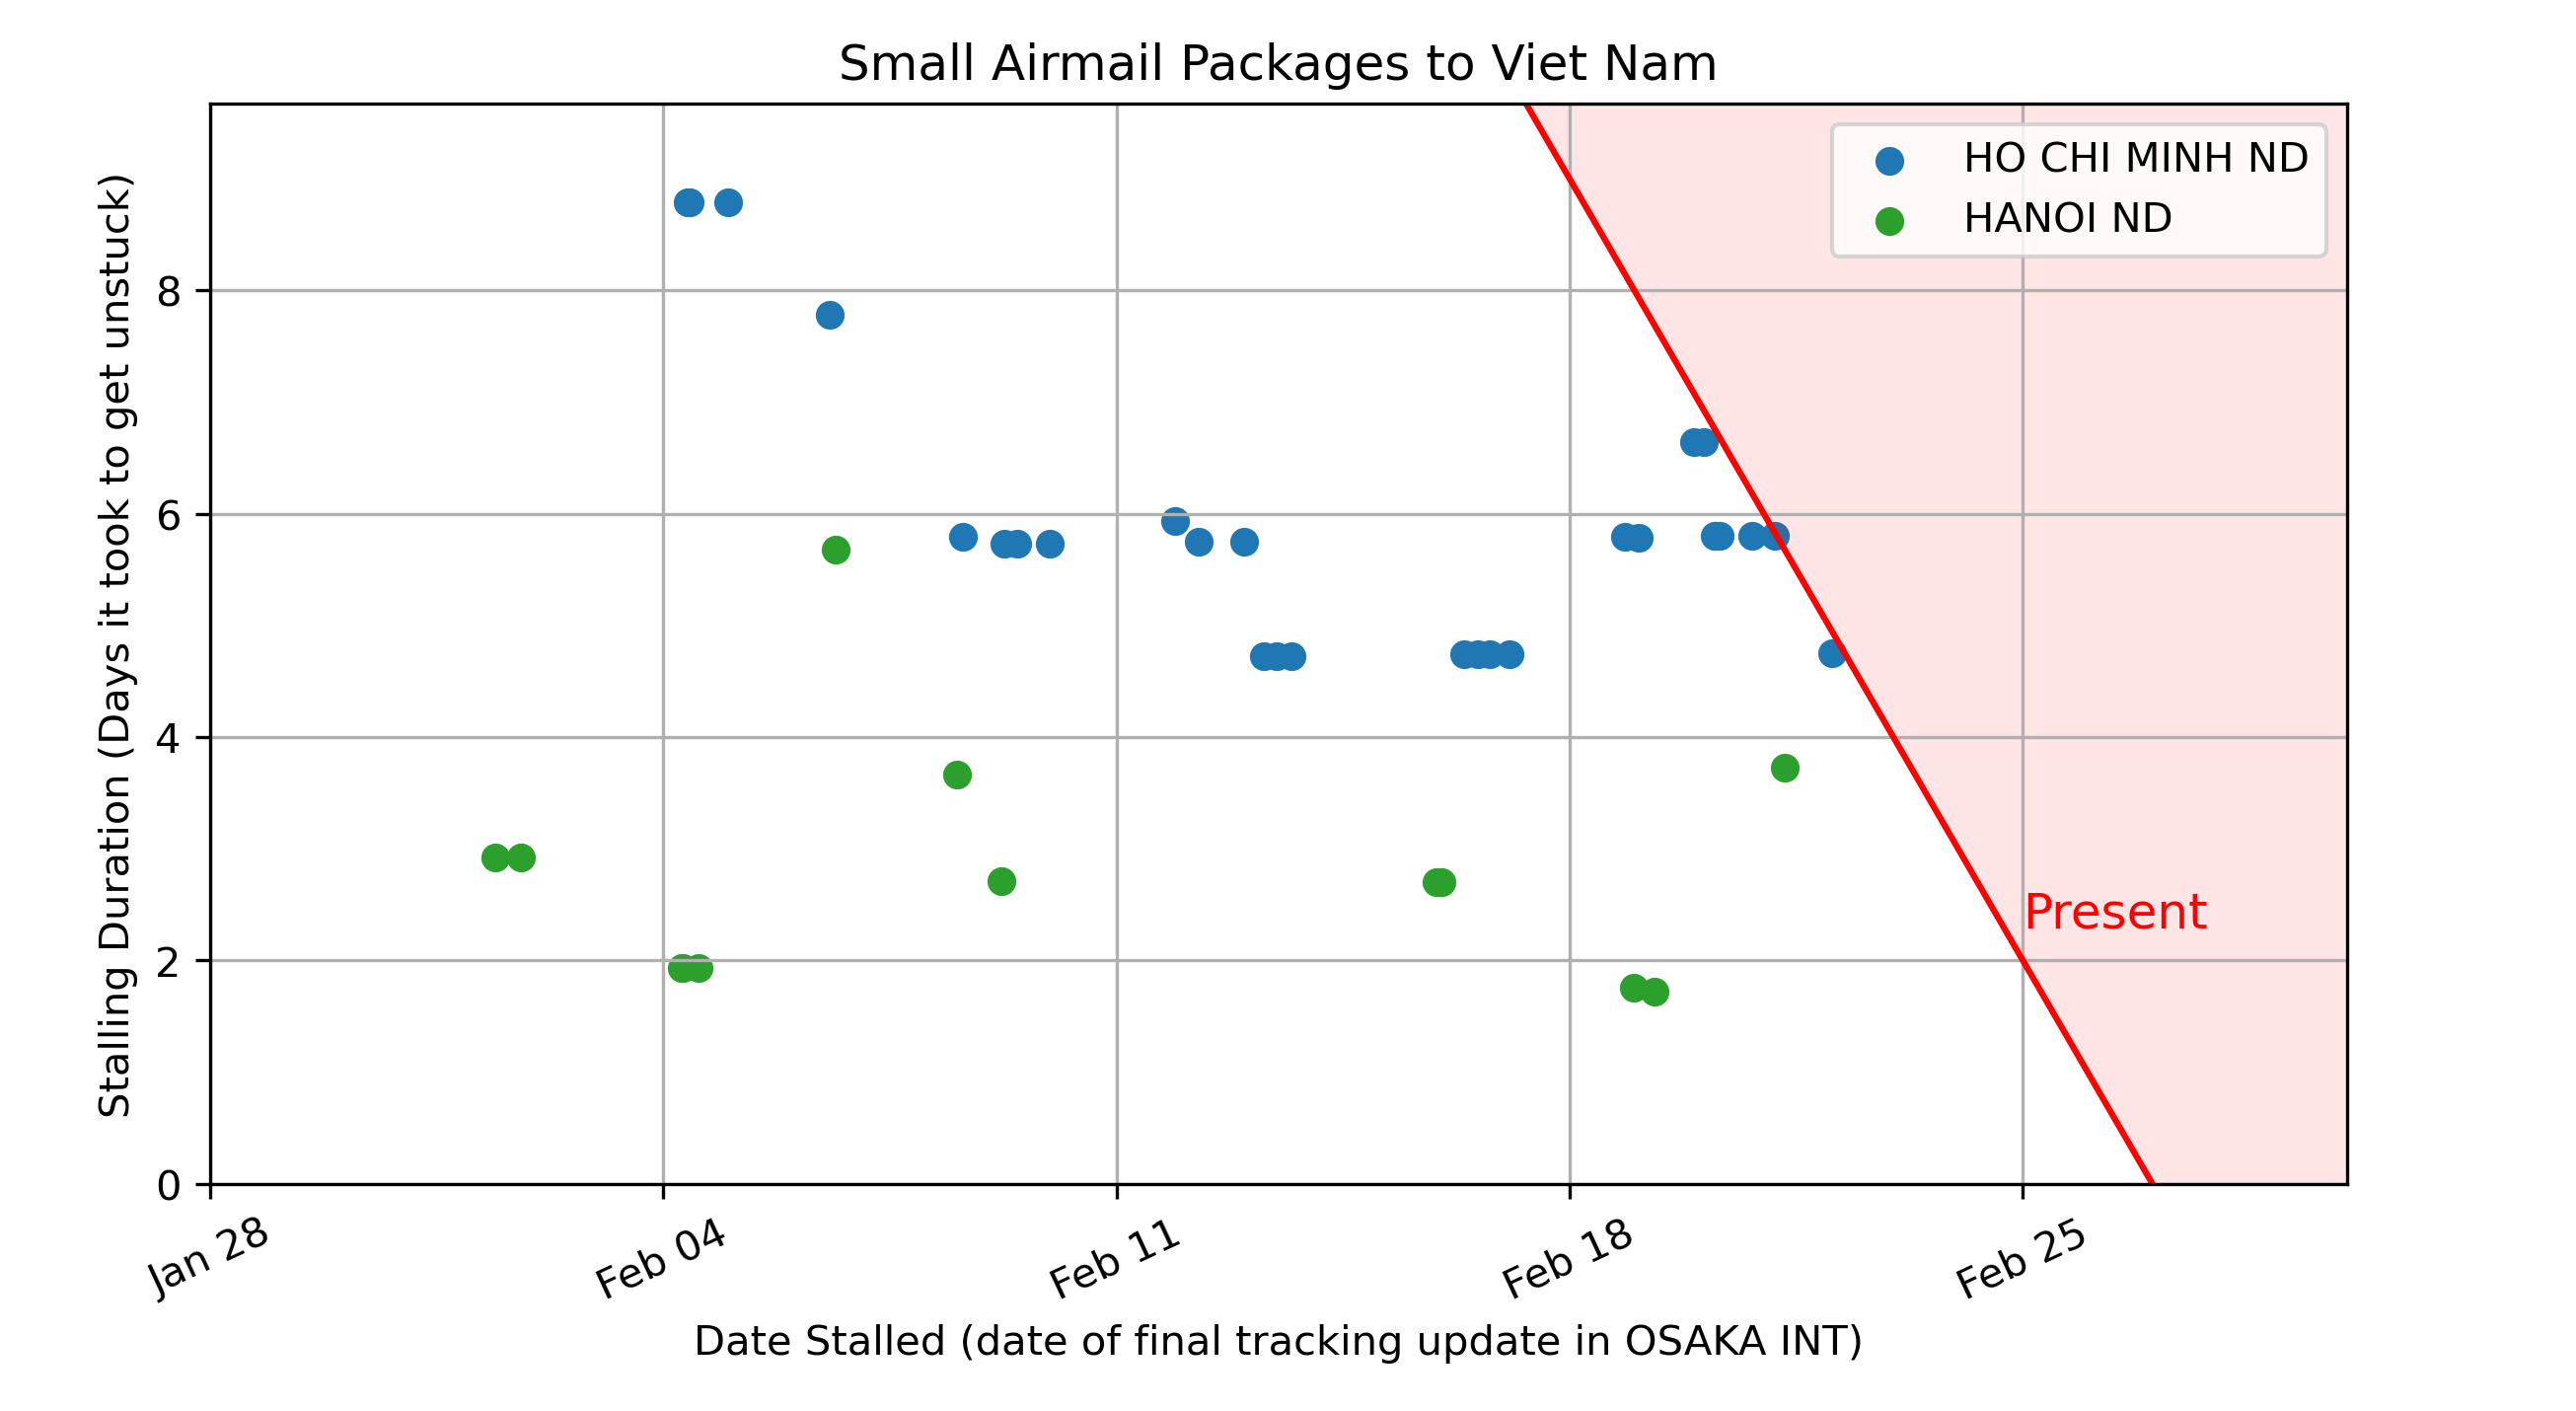 Small Airmail Packages to Viet Nam
HO CHI MINH ND
HANOI ND
Stalling Duration (Days it took to get unstuck)
8
6
4
2
0
Present
Jan 28
Feb 04
Feb 11
Feb 18
Feb 25
Date Stalled (date of final tracking update in OSAKA INT)